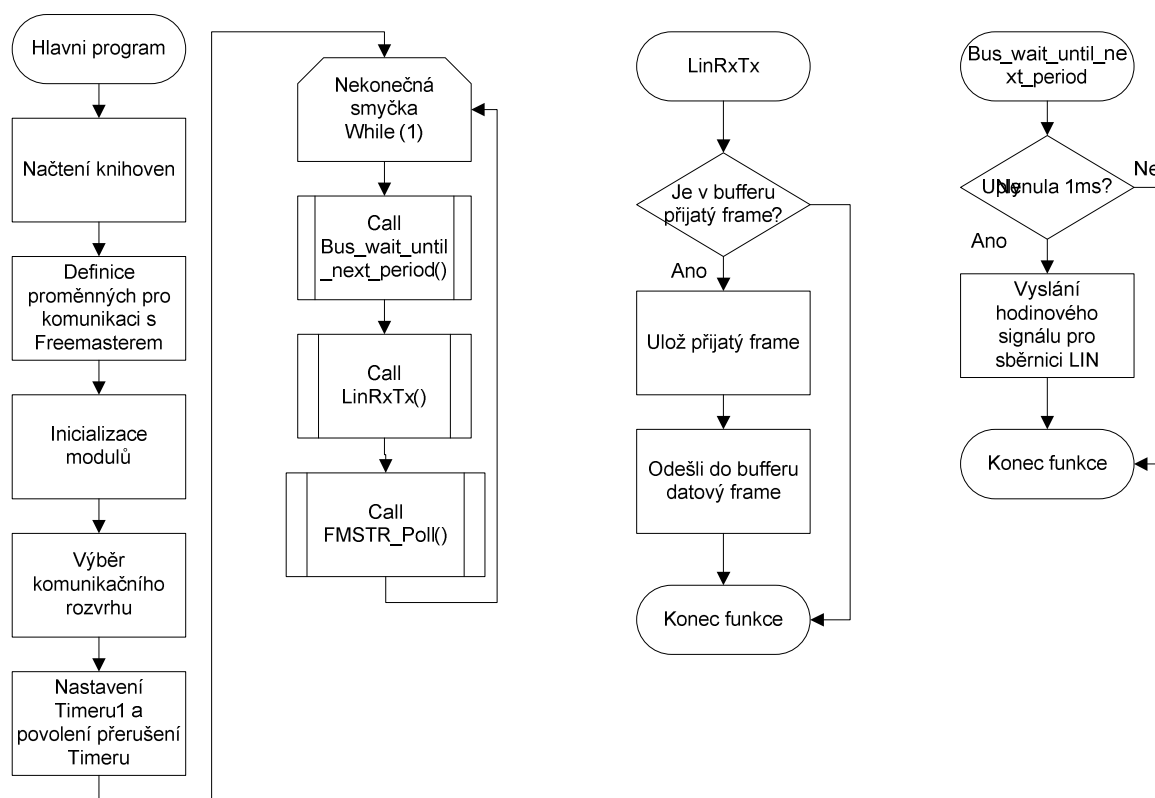 Hlavni program
Načtení knihoven
Definice
proměnných pro
komunikaci s
Freemasterem
Inicializace
modulů
Výběr
komunikačního
rozvrhu
Nastavení
Timeru1 a
povolení přerušení
Timeru
Nekonečná
smyčka
While (1)
Call
Bus_wait_until
_next_period()
Call
LinRxTx()
Call
FMSTR_Poll()
LinRxTx
Je v bufferu
přijatý frame?
Ano
Ulož přijatý frame
Odešli do bufferu
datový frame
Konec funkce
Bus_wait_until_ne
xt_period
1ms?
Ne
Ano
Vyslání
hodinového
signálu pro
sběrnici LIN
Konec funkce